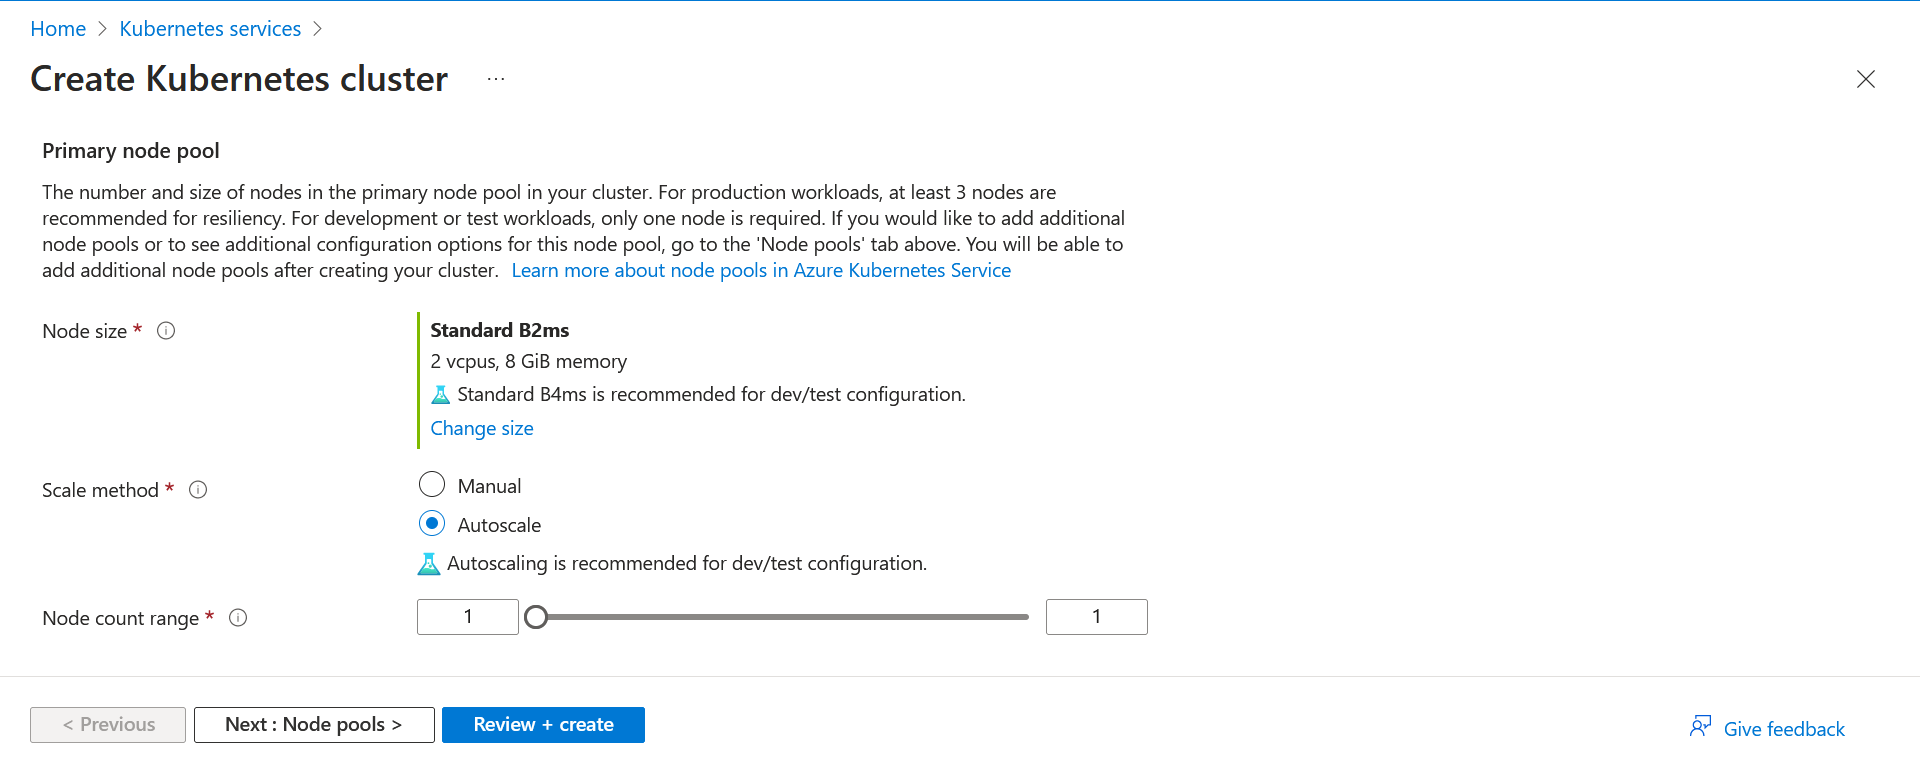 Home > Kubernetes services >
Create Kubernetes cluster ...
Primary node pool
The number and size of nodes in the primary node pool in your cluster. For production workloads, at least 3 nodes are
recommended for resiliency. For development or test workloads, only one node is required. If you would like to add additional
node pools or to see additional configuration options for this node pool, go to the 'Node pools' tab above. You will be able to
add additional node pools after creating your cluster. Learn more about node pools in Azure Kubernetes Service
Node size *
Standard B2ms
2 vcpus, 8 GiB memory
Standard B4ms is recommended for dev/test configuration.
Change size
Scale method *
Manual
Autoscale
Autoscaling is recommended for dev/test configuration.
Node count range * 1 1
< Previous Next : Node pools > Review + create Give feedback